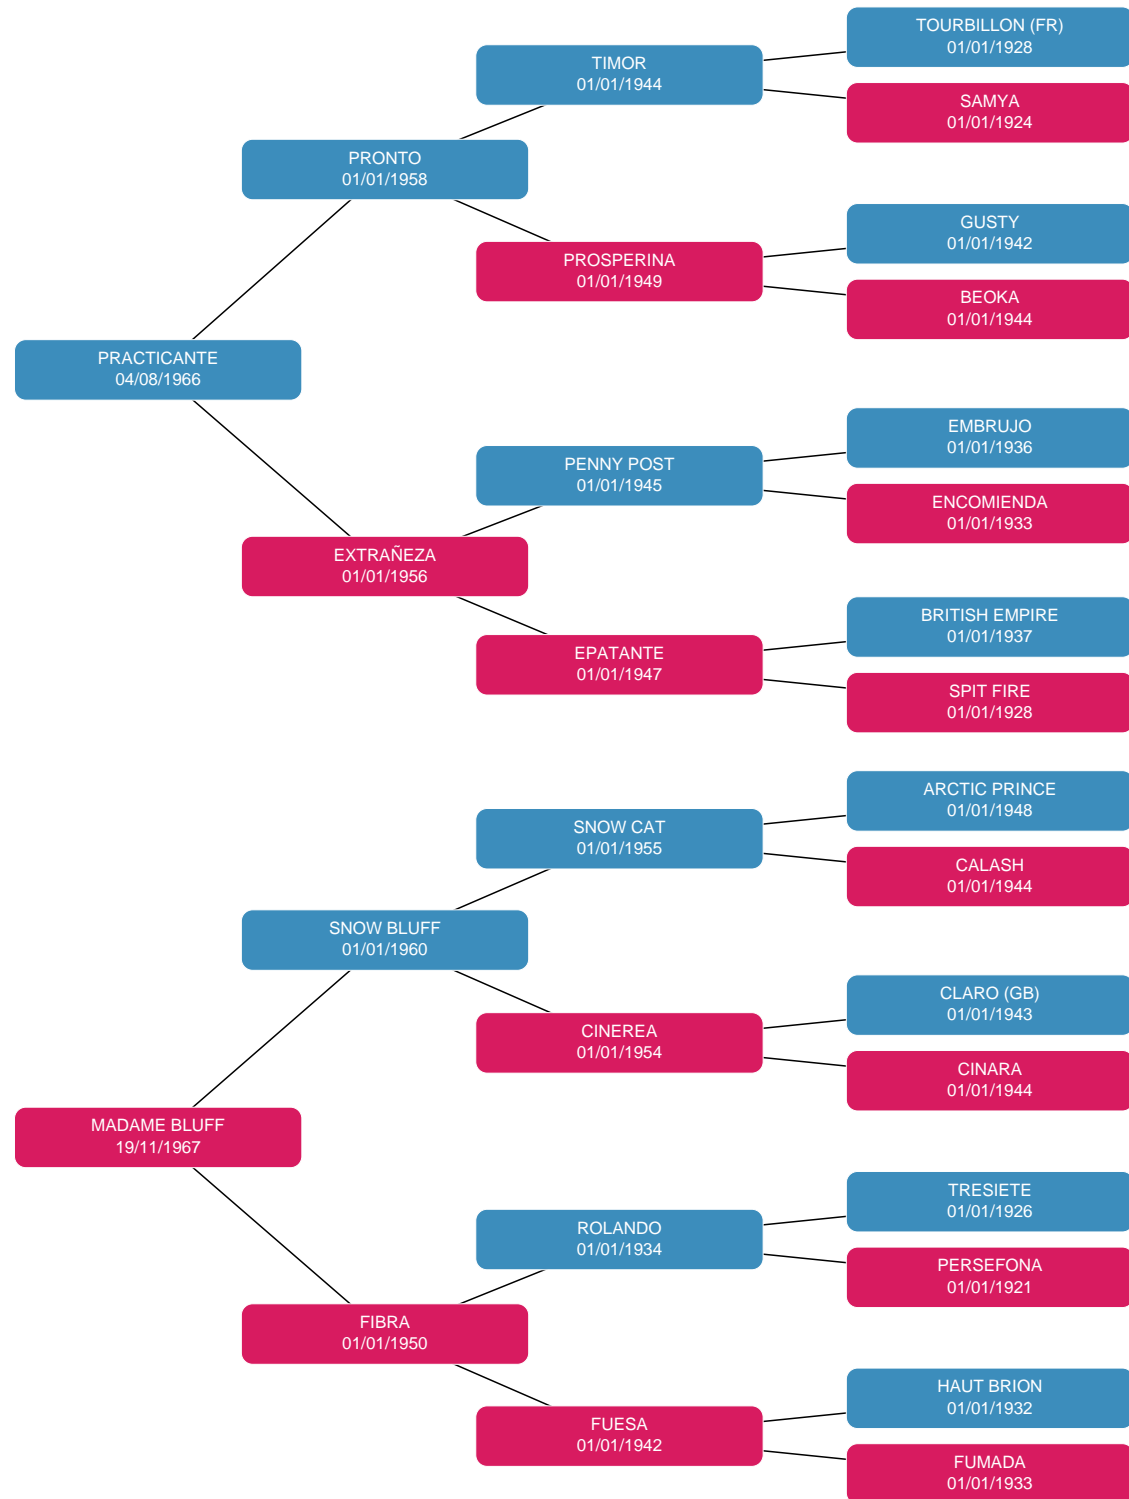 TOURBILLON (FR)
01/01/1928
TIMOR
01/01/1944
SAMYA
01/01/1924
PRONTO
01/01/1958
GUSTY
01/01/1942
PROSPERINA
01/01/1949
BEOKA
01/01/1944
PRACTICANTE
04/08/1966
EMBRUJO
01/01/1936
PENNY POST
01/01/1945
ENCOMIENDA
01/01/1933
EXTRAÑEZA
01/01/1956
BRITISH EMPIRE
01/01/1937
EPATANTE
01/01/1947
SPIT FIRE
01/01/1928
ARCTIC PRINCE
01/01/1948
SNOW CAT
01/01/1955
CALASH
01/01/1944
SNOW BLUFF
01/01/1960
CLARO (GB)
01/01/1943
CINEREA
01/01/1954
CINARA
01/01/1944
MADAME BLUFF
19/11/1967
TRESIETE
01/01/1926
ROLANDO
01/01/1934
PERSEFONA
01/01/1921
FIBRA
01/01/1950
HAUT BRION
01/01/1932
FUESA
01/01/1942
FUMADA
01/01/1933